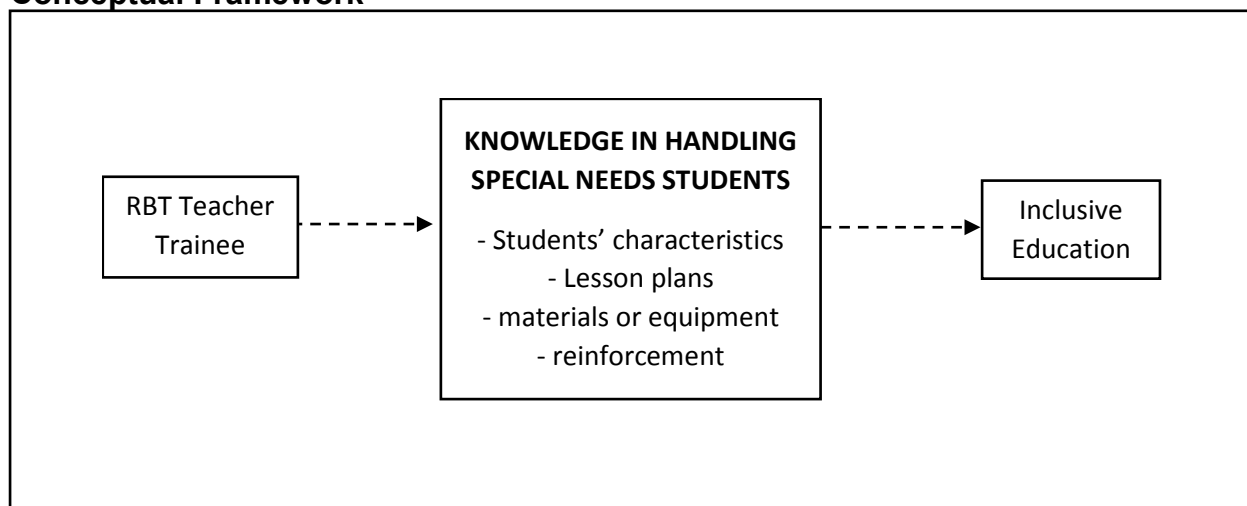 Conceptual Framework
RBT Teacher
Trainee
KNOWLEDGE IN HANDLING
SPECIAL NEEDS STUDENTS
- Students’ characteristics
- Lesson plans
- materials or equipment
- reinforcement
Inclusive
Education